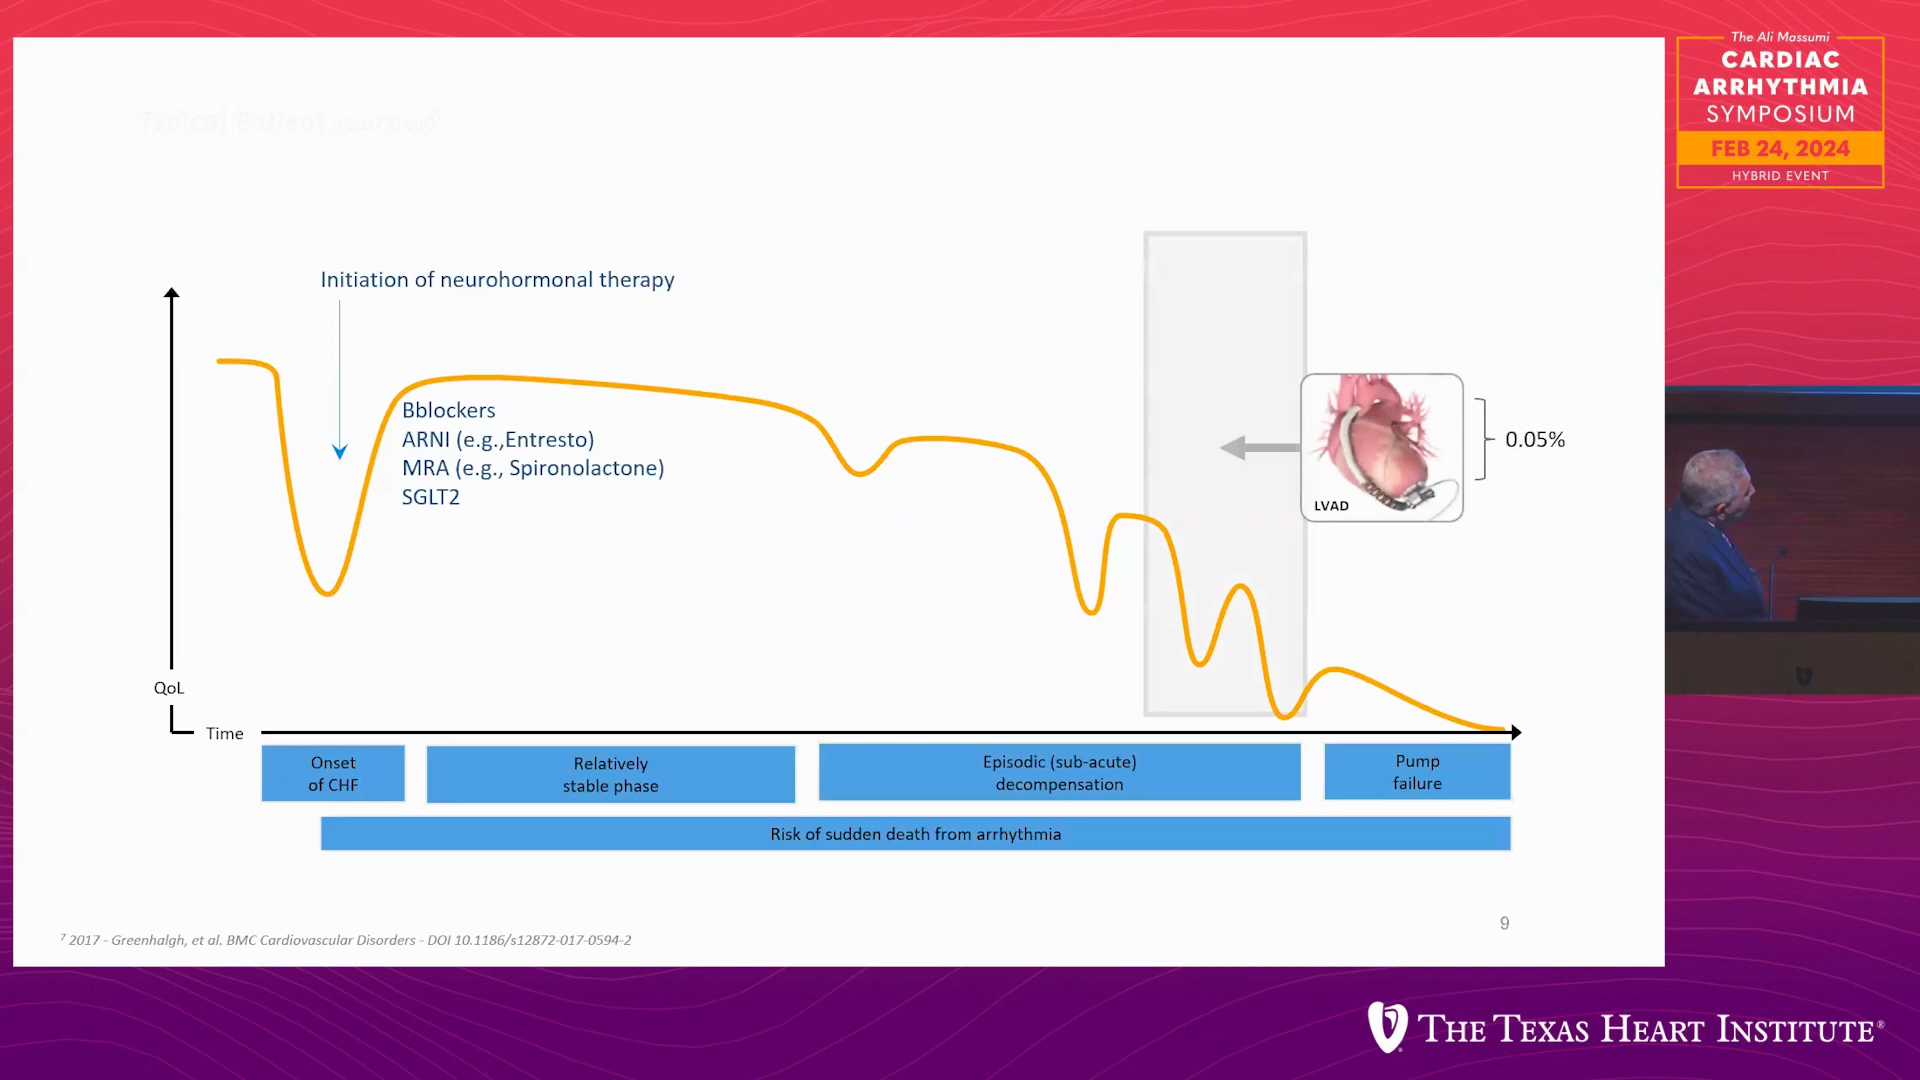 The Ali Massumi
CARDIAC
ARRHYTHMIA
SYMPOSIUM
FEB 24, 2024
HYBRID EVENT
Typical Patient Journey⁷
Initiation of neurohormonal therapy
Bblockers
ARNI (e.g.,Entresto)
MRA (e.g., Spironolactone)
SGLT2
LVAD
0.05%
QoL
Time
Onset
of CHF
Relatively
stable phase
Episodic (sub-acute)
decompensation
Pump
failure
Risk of sudden death from arrhythmia
9
⁷ 2017 - Greenhalgh, et al. BMC Cardiovascular Disorders - DOI 10.1186/s12872-017-0594-2
THE TEXAS HEART INSTITUTE®